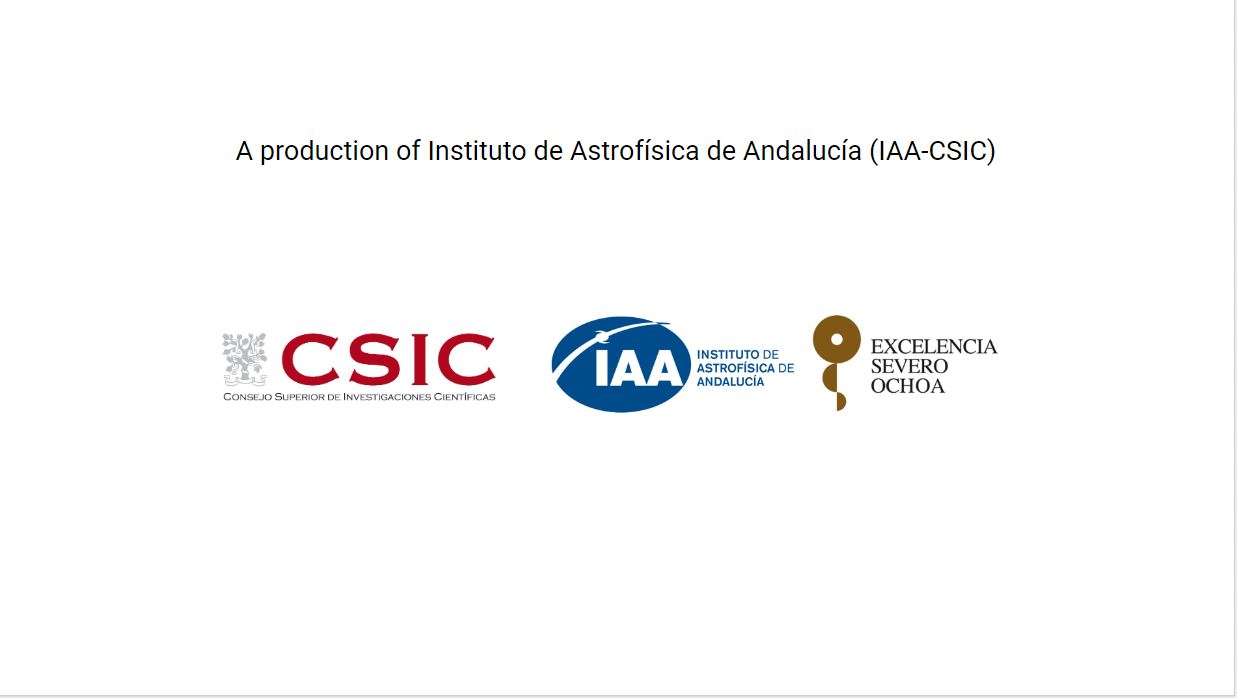 A production of Instituto de Astrofísica de Andalucía (IAA-CSIC)
CSIC
CONSEJO SUPERIOR DE INVESTIGACIONES CIENTÍFICAS
IAA
INSTITUTO DE
ASTROFÍSICA DE
ANDALUCÍA
EXCELENCIA
SEVERO
OCHOA